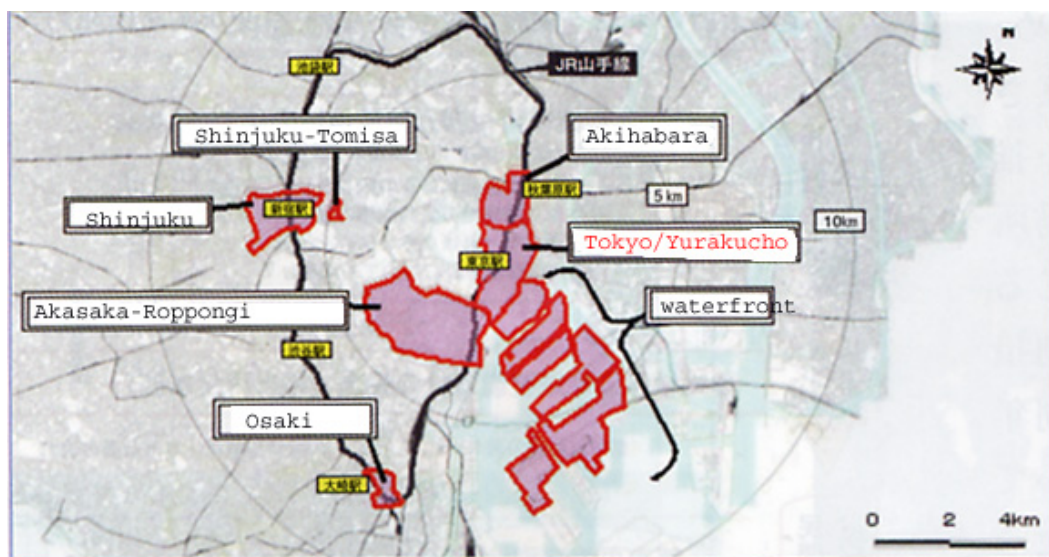 N
池袋駅
JR山手線
Shinjuku-Tomisa
Akihabara
秋葉原駅
5km
Shinjuku
新宿駅
10km
Tokyo/Yurakucho
東京駅
Akasaka-Roppongi
waterfront
渋谷駅
Osaki
大崎駅
0 2 4km